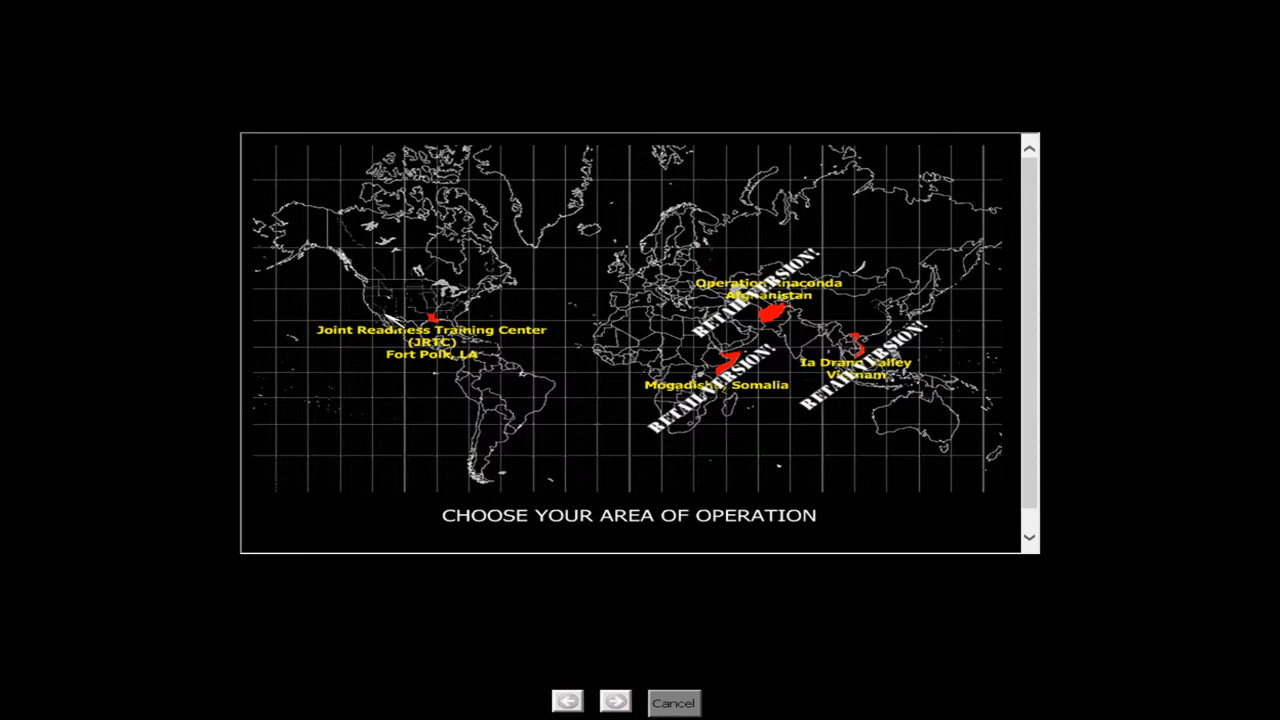 Operation Anaconda
Afghanistan
RETAIL VERSION!
Joint Readiness Training Center
(JRTC)
Fort Polk, LA
Ia Drang Valley
Vietnam
RETAIL VERSION!
Mogadishu, Somalia
RETAIL VERSION!
CHOOSE YOUR AREA OF OPERATION
Cancel